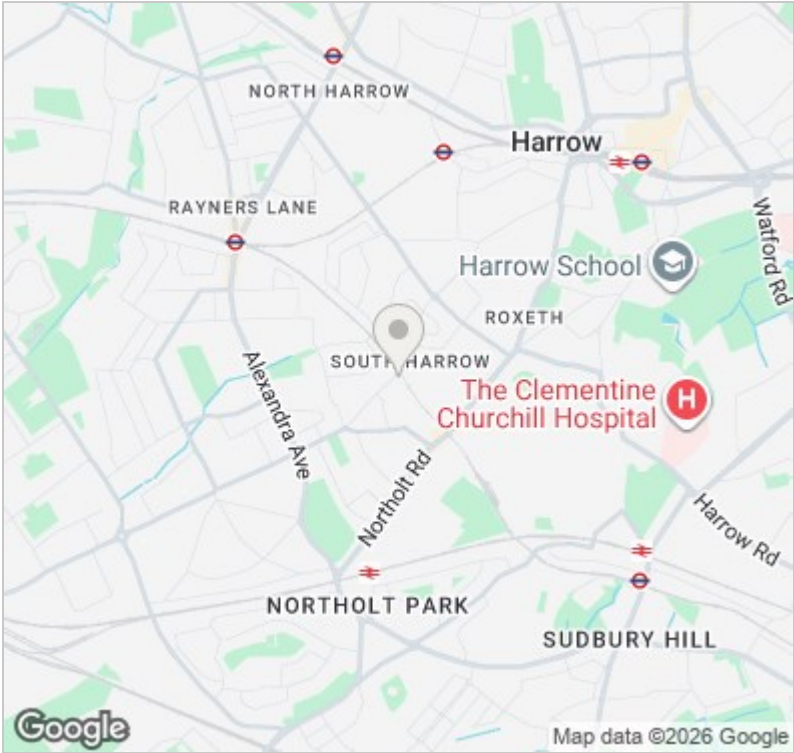 NORTH HARROW
Harrow
RAYNERS LANE
Watford Rd
Harrow School
ROXETH
SOUTH HARROW
Alexandra Ave
The Clementine
Churchill Hospital
H
Northolt Rd
Harrow Rd
NORTHOLT PARK
SUDBURY HILL
Google
Map data ©2026 Google